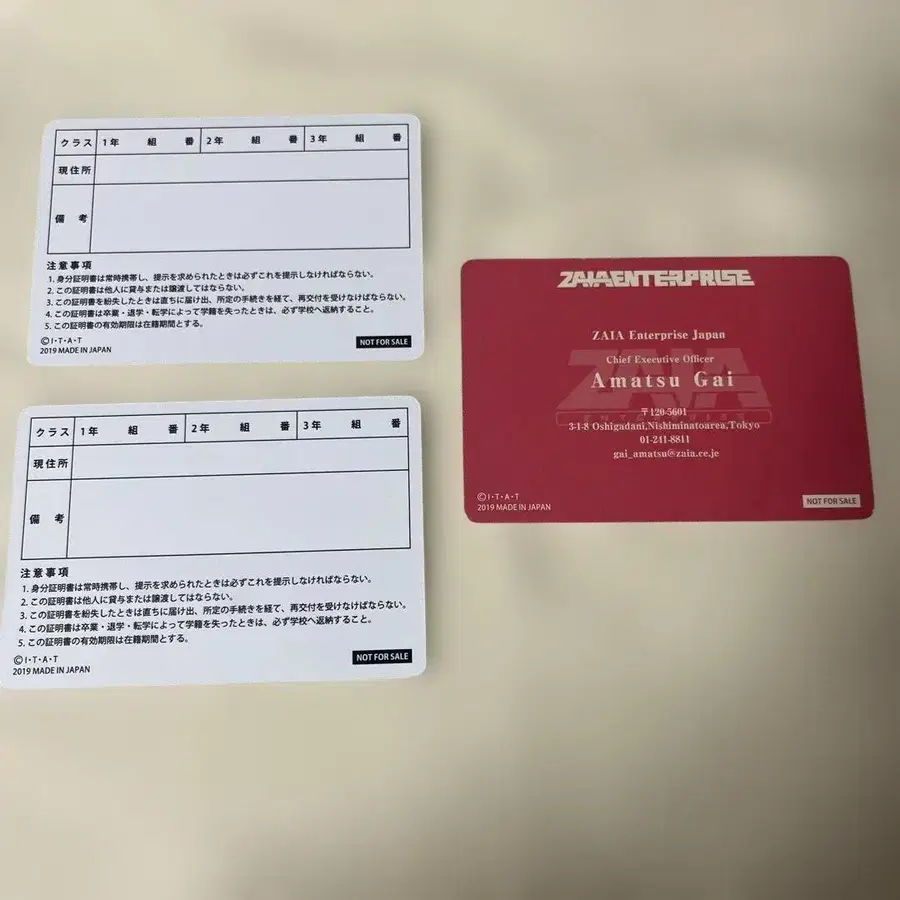 クラス 1年 組 番 2年 組 番 3年 組 番
現住所
備 考
注意事項
1. 身分証明書は常時携帯し、提示を求められたときは必ずこれを提示しなければならない。
2. この証明書は他人に貸与または譲渡してはならない。
3. この証明書を紛失したときは直ちに届け出、所定の手続きを経て、再交付を受けなけばならない。
4. この証明書は卒業・退学・転学によって学籍を失ったときは、必ず学校へ返納すること。
5. この証明書の有効期限は在籍期間とする。
©I・T・A・T
2019 MADE IN JAPAN
NOT FOR SALE
クラス 1年 組 番 2年 組 番 3年 組 番
現住所
備 考
注意事項
1. 身分証明書は常時携帯し、提示を求められたときは必ずこれを提示しなければならない。
2. この証明書は他人に貸与または譲渡してはならない。
3. この証明書を紛失したときは直ちに届け出、所定の手続きを経て、再交付を受けなけばならない。
4. この証明書は卒業・退学・転学によって学籍を失ったときは、必ず学校へ返納すること。
5. この証明書の有効期限は在籍期間とする。
©I・T・A・T
2019 MADE IN JAPAN
NOT FOR SALE
ZAIAENTERPRISE
ZAIA Enterprise Japan
Chief Executive Officer
ZAIA
Amatsu Gai
ENTERPRISE
〒120-5601
3-1-8 Oshigadani,Nishiminatoarea,Tokyo
01-241-8811
gai_amatsu@zaia.ce.je
©I・T・A・T
2019 MADE IN JAPAN
NOT FOR SALE